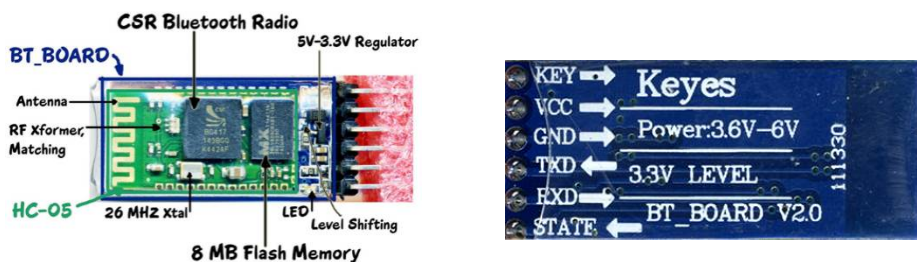 CSR Bluetooth Radio
5V-3.3V Regulator
BT_BOARD
Antenna
RF Xformer,
Matching
HC-05
26 MHZ Xtal
LED
Level Shifting
8 MB Flash Memory
KEY
Keyes
VCC
Power:3.6V-6V
GND
TXD
3.3V LEVEL
RXD
BT_BOARD V2.0
STATE
111330